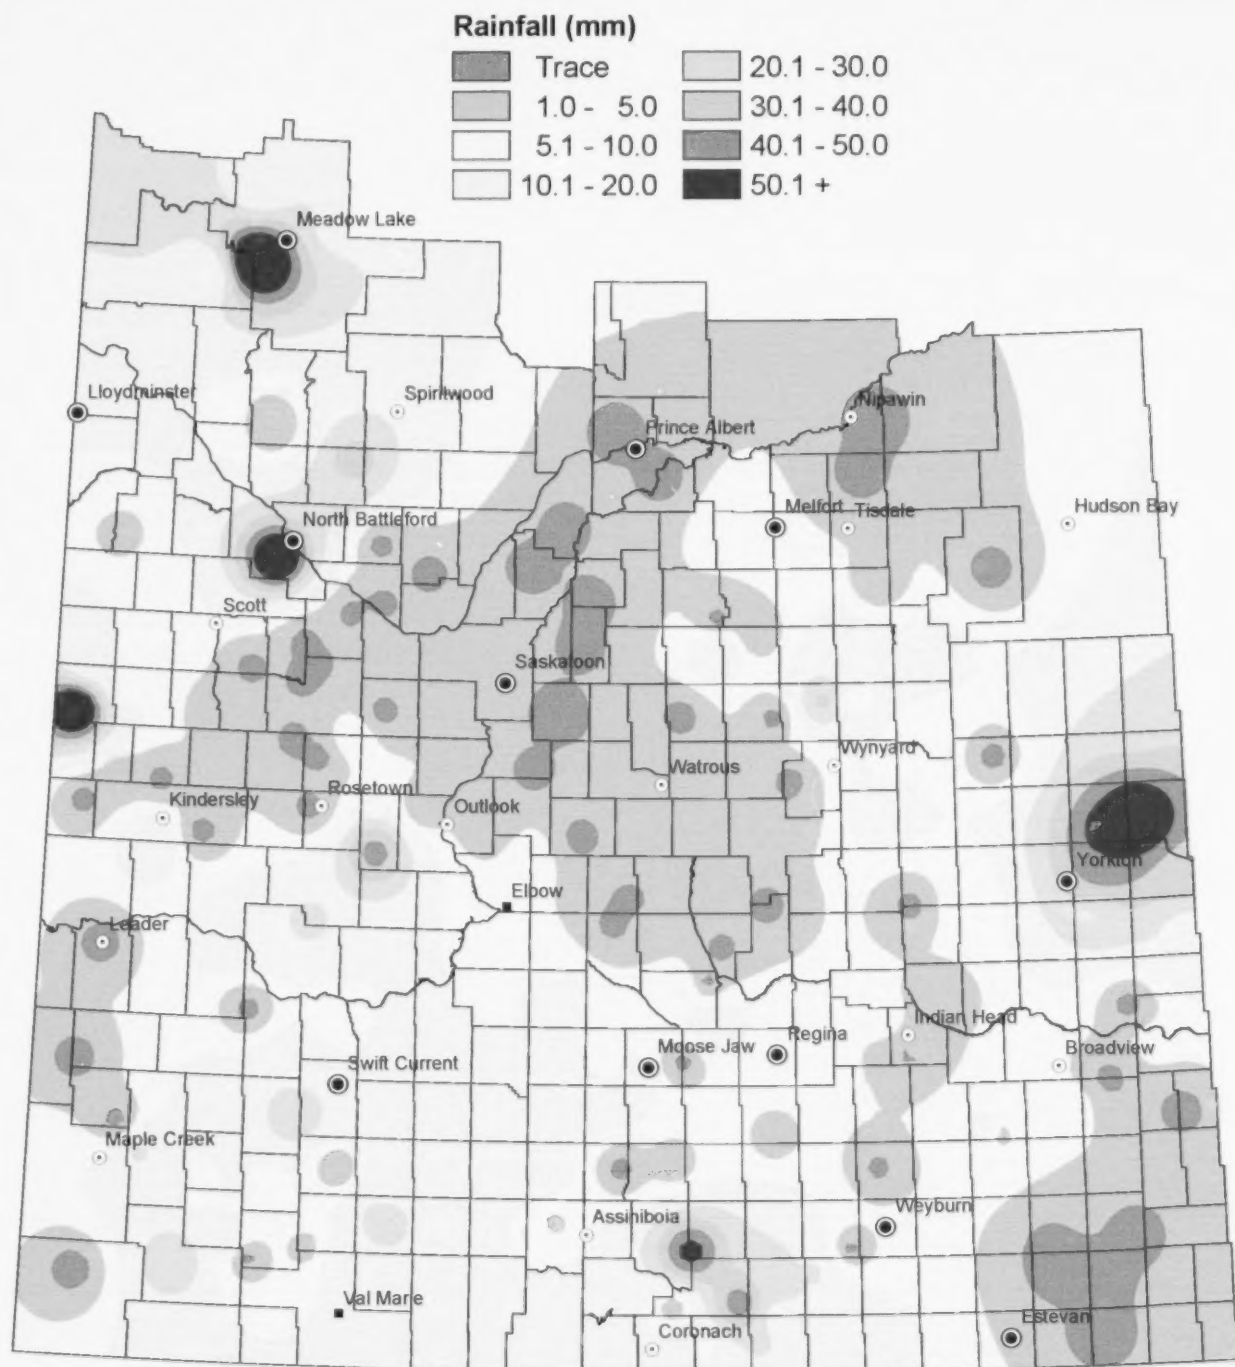 Rainfall (mm)
Trace
20.1 - 30.0
1.0 - 5.0
30.1 - 40.0
5.1 - 10.0
40.1 - 50.0
10.1 - 20.0
50.1 +
Meadow Lake
Lloydminster
Spiritwood
Nipawin
Prince Albert
Melfort
Tisdale
Hudson Bay
North Battleford
Scott
Saskatoon
Wynyard
Watrous
Kindersley
Rosetown
Outlook
Yorkton
Elbow
Leader
Indian Head
Regina
Moose Jaw
Broadview
Swift Current
Maple Creek
Weyburn
Assiniboia
Val Marie
Estevan
Coronach